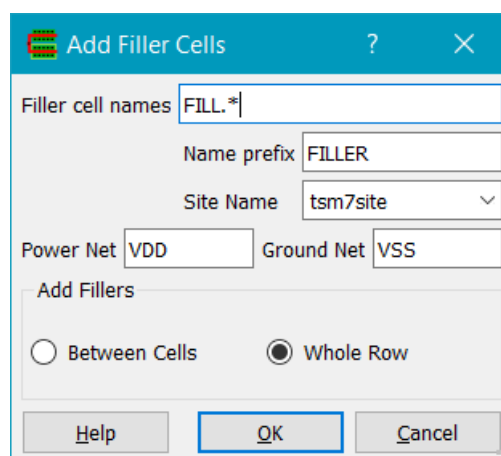 Add Filler Cells ?
Filler cell names FILL.*
Name prefix FILLER
Site Name tsm7site
Power Net VDD Ground Net VSS
Add Fillers
Between Cells Whole Row
Help OK Cancel